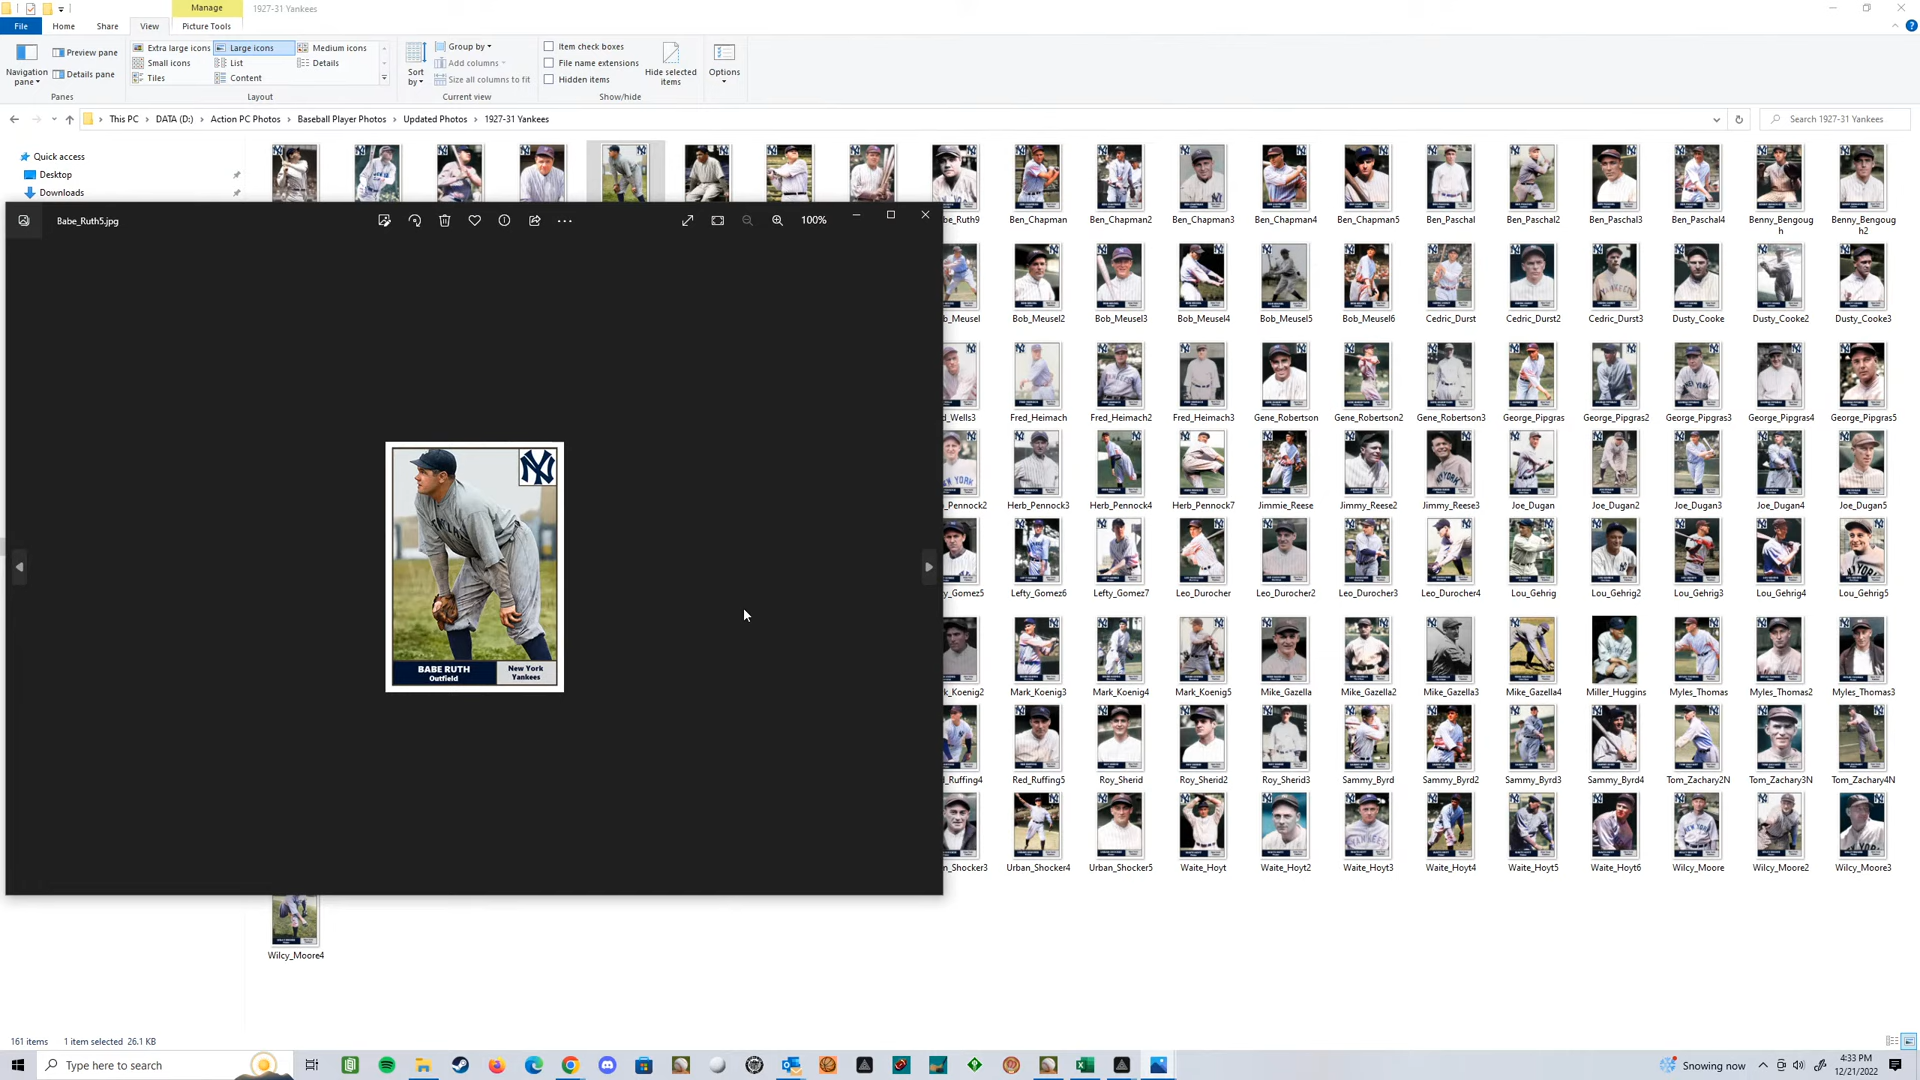 Manage
1927-31 Yankees
File
Home
Share
View
Picture Tools
Navigation pane
Preview pane
Details pane
Panes
Extra large icons
Large icons
Medium icons
Small icons
List
Details
Tiles
Content
Layout
Sort by
Group by
Add columns
Size all columns to fit
Current view
Item check boxes
File name extensions
Hidden items
Hide selected items
Show/hide
Options
This PC > DATA (D:) > Action PC Photos > Baseball Player Photos > Updated Photos > 1927-31 Yankees
Search 1927-31 Yankees
Quick access
Desktop
Downloads
Babe_Ruth5.jpg
100%
NY
BABE RUTH
Outfield
New York
Yankees
be_Ruth9 Ben_Chapman Ben_Chapman2 Ben_Chapman3 Ben_Chapman4 Ben_Chapman5 Ben_Paschal Ben_Paschal2 Ben_Paschal3 Ben_Paschal4 Benny_Bengough Benny_Bengough2
b_Meusel Bob_Meusel2 Bob_Meusel3 Bob_Meusel4 Bob_Meusel5 Bob_Meusel6 Cedric_Durst Cedric_Durst2 Cedric_Durst3 Dusty_Cooke Dusty_Cooke2 Dusty_Cooke3
d_Wells3 Fred_Heimach Fred_Heimach2 Fred_Heimach3 Gene_Robertson Gene_Robertson2 Gene_Robertson3 George_Pipgras George_Pipgras2 George_Pipgras3 George_Pipgras4 George_Pipgras5
b_Pennock2 Herb_Pennock3 Herb_Pennock4 Herb_Pennock7 Jimmie_Reese Jimmy_Reese2 Jimmy_Reese3 Joe_Dugan Joe_Dugan2 Joe_Dugan3 Joe_Dugan4 Joe_Dugan5
ty_Gomez5 Lefty_Gomez6 Lefty_Gomez7 Leo_Durocher Leo_Durocher2 Leo_Durocher3 Leo_Durocher4 Lou_Gehrig Lou_Gehrig2 Lou_Gehrig3 Lou_Gehrig4 Lou_Gehrig5
rk_Koenig2 Mark_Koenig3 Mark_Koenig4 Mark_Koenig5 Mike_Gazella Mike_Gazella2 Mike_Gazella3 Mike_Gazella4 Miller_Huggins Myles_Thomas Myles_Thomas2 Myles_Thomas3
d_Ruffing4 Red_Ruffing5 Roy_Sherid Roy_Sherid2 Roy_Sherid3 Sammy_Byrd Sammy_Byrd2 Sammy_Byrd3 Sammy_Byrd4 Tom_Zachary2N Tom_Zachary3N Tom_Zachary4N
an_Shocker3 Urban_Shocker4 Urban_Shocker5 Waite_Hoyt Waite_Hoyt2 Waite_Hoyt3 Waite_Hoyt4 Waite_Hoyt5 Waite_Hoyt6 Wilcy_Moore Wilcy_Moore2 Wilcy_Moore3
Wilcy_Moore4
161 items
1 item selected 26.1 KB
Type here to search
Snowing now
4:33 PM
12/21/2022